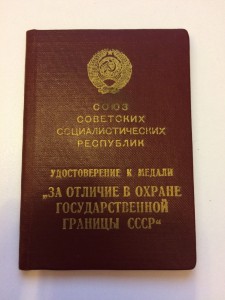 СОЮЗ
СОВЕТСКИХ
СОЦИАЛИСТИЧЕСКИХ
РЕСПУБЛИК
УДОСТОВЕРЕНИЕ К МЕДАЛИ
„ЗА ОТЛИЧИЕ В ОХРАНЕ
ГОСУДАРСТВЕННОЙ
ГРАНИЦЫ СССР“